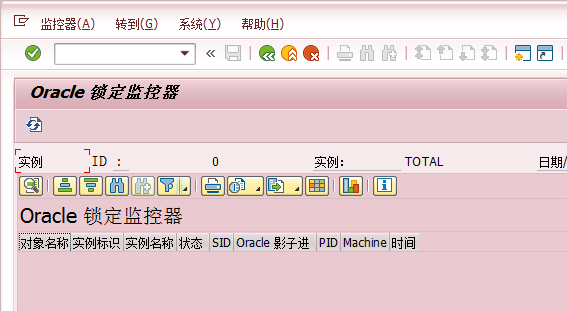 监控器(A) 转到(G) 系统(Y) 帮助(H)
Oracle 锁定监控器
实例 ID : 0 实例: TOTAL 日期/
Oracle 锁定监控器
对象名称 实例标识 实例名称 状态 SID Oracle 影子进 PID Machine 时间